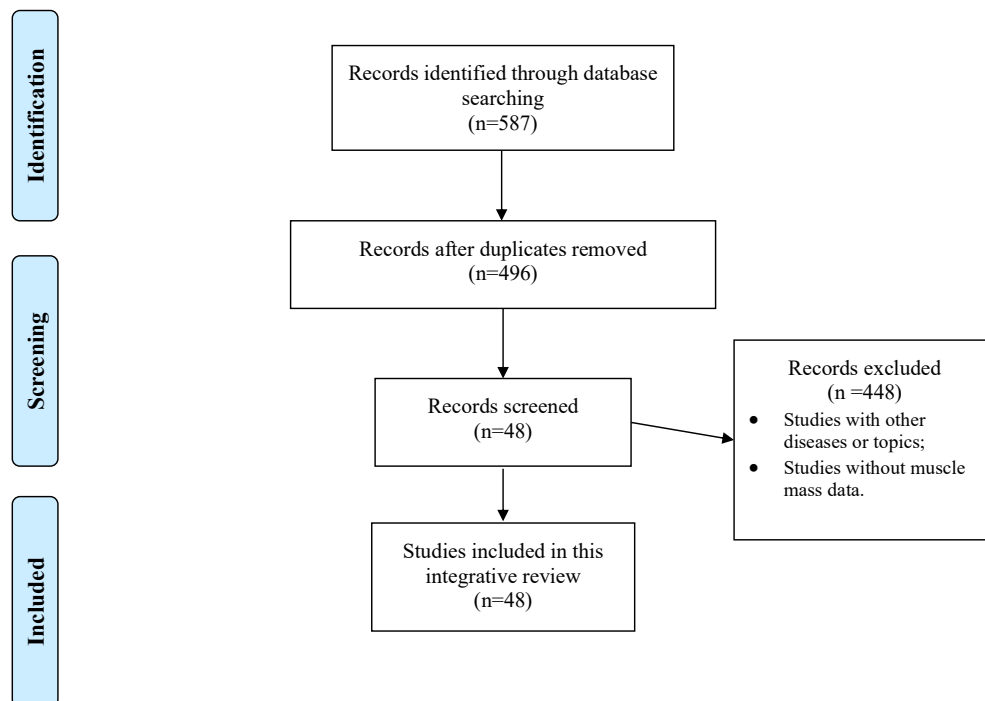 Identification
Records identified through database
searching
(n=587)
Records after duplicates removed
(n=496)
Screening
Records screened
(n=48)
Records excluded
(n =448)
• Studies with other
diseases or topics;
• Studies without muscle
mass data.
Included
Studies included in this
integrative review
(n=48)